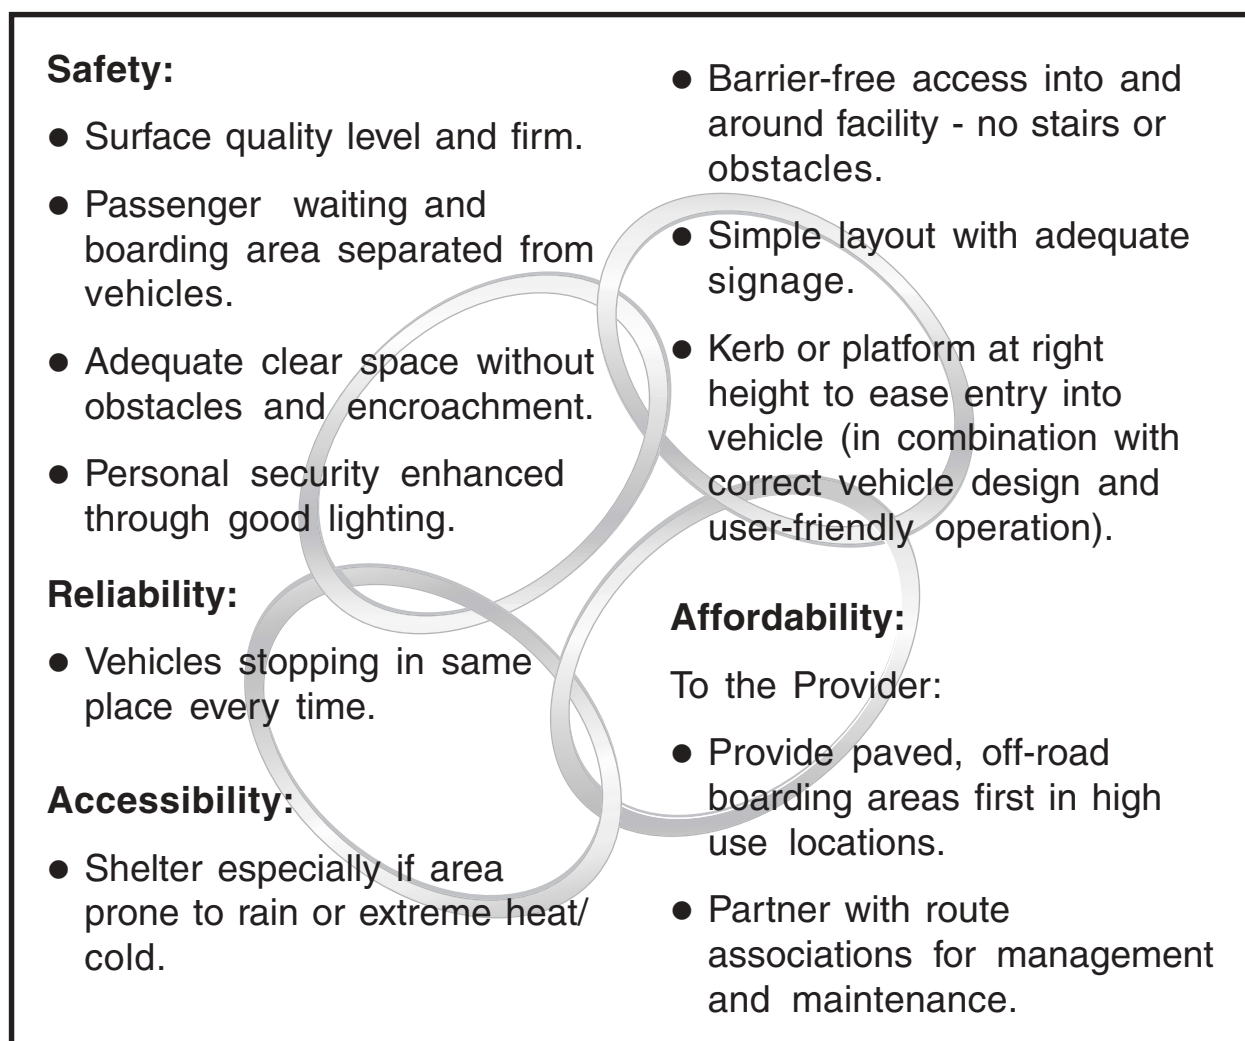 Safety:
● Surface quality level and firm.
● Passenger waiting and
boarding area separated from
vehicles.
● Adequate clear space without
obstacles and encroachment.
● Personal security enhanced
through good lighting.
Reliability:
● Vehicles stopping in same
place every time.
Accessibility:
● Shelter especially if area
prone to rain or extreme heat/
cold.
● Barrier-free access into and
around facility - no stairs or
obstacles.
● Simple layout with adequate
signage.
● Kerb or platform at right
height to ease entry into
vehicle (in combination with
correct vehicle design and
user-friendly operation).
Affordability:
To the Provider:
● Provide paved, off-road
boarding areas first in high
use locations.
● Partner with route
associations for management
and maintenance.